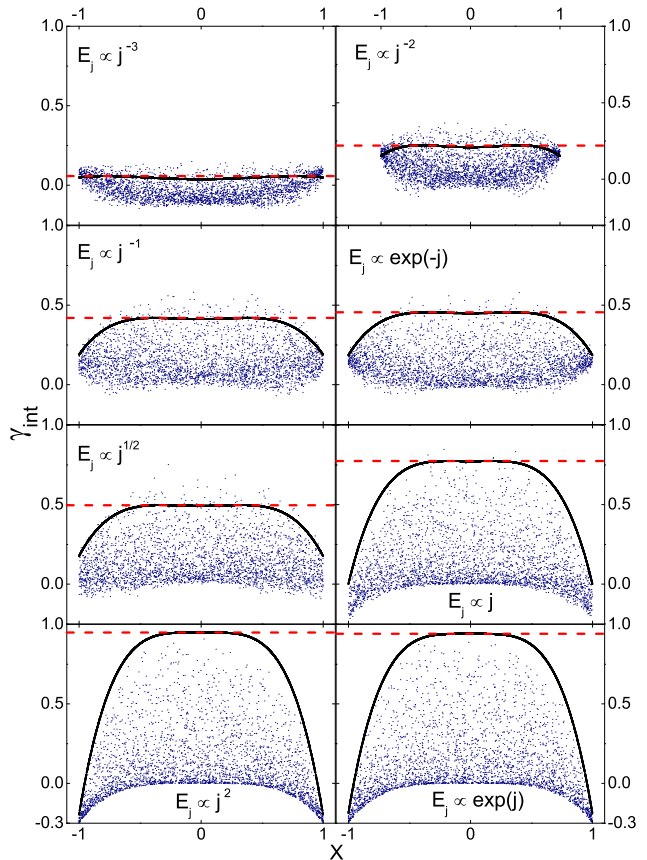 -1 0 1 -1 0 1
1.0
E_j ∝ j^-3
E_j ∝ j^-2
1.0
0.5
0.5
0.0
0.0
1.0
1.0
E_j ∝ j^-1
E_j ∝ exp(-j)
0.5
0.5
0.0
0.0
γ_int
1.0
1.0
E_j ∝ j^1/2
0.5
0.5
0.0
0.0
E_j ∝ j
1.0
1.0
0.5
0.5
0.0
0.0
E_j ∝ j^2
E_j ∝ exp(j)
-0.3
-0.3
-1 0 1 -1 0 1
X